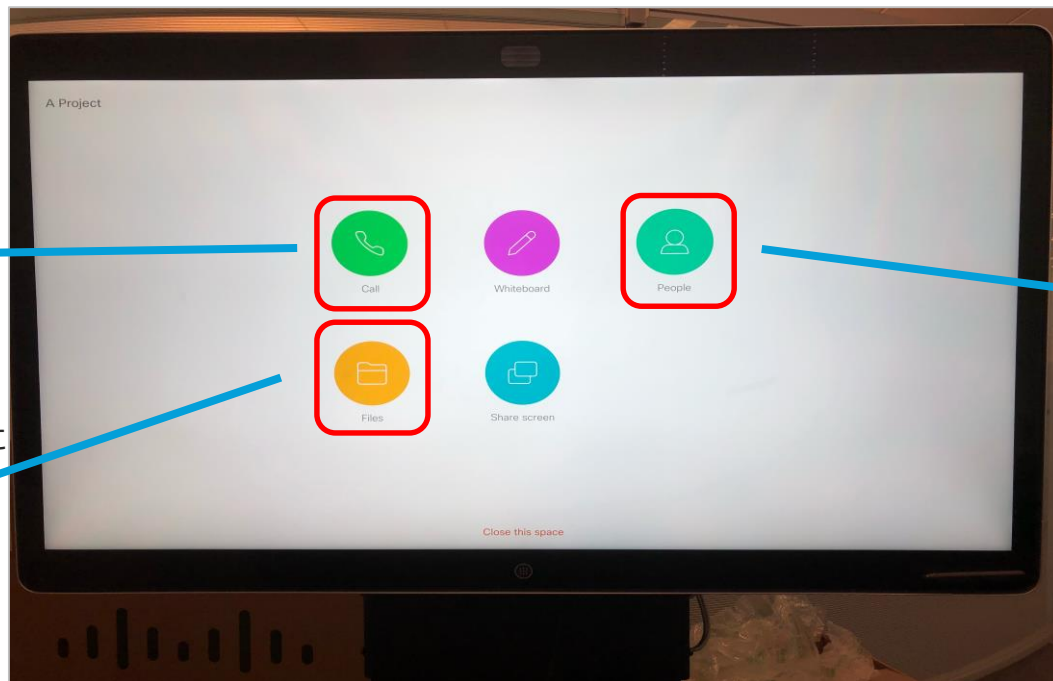 A Project
Call
Whiteboard
People
Files
Share screen
Close this space